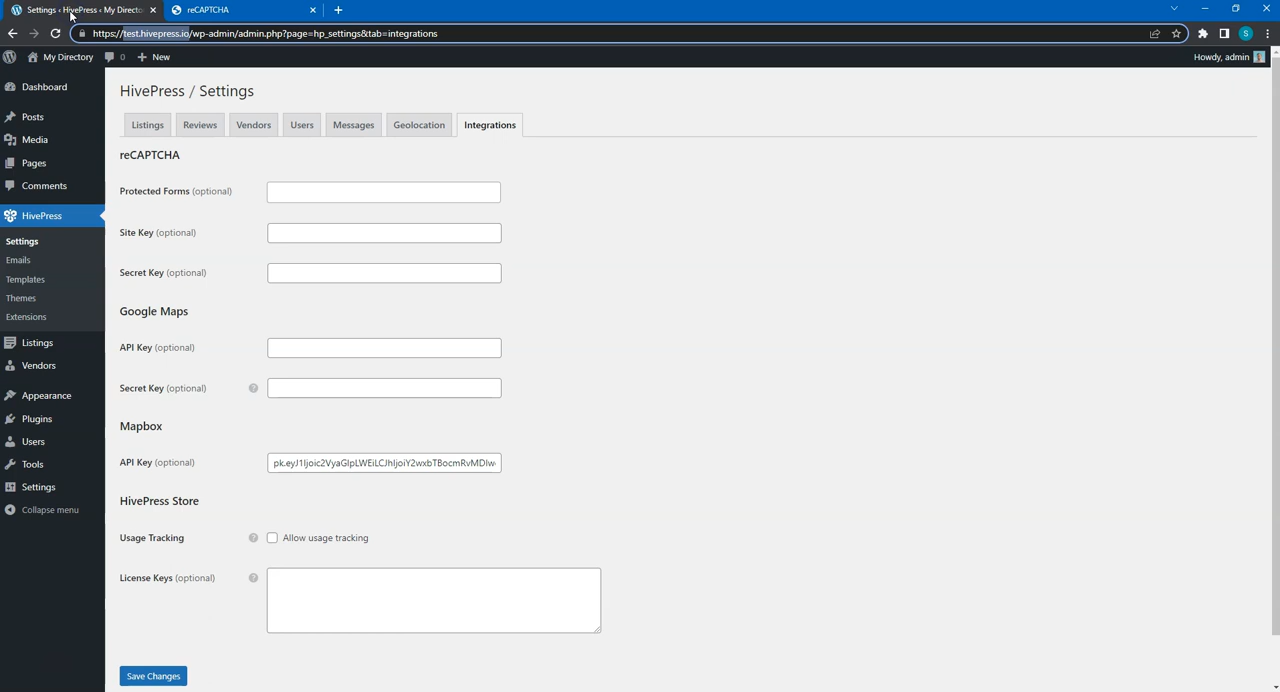 Settings ‹ HivePress ‹ My Directo
reCAPTCHA
https://test.hivepress.io/wp-admin/admin.php?page=hp_settings&tab=integrations
S
My Directory
0
New
Howdy, admin
Dashboard
Posts
Media
Pages
Comments
HivePress
Settings
Emails
Templates
Themes
Extensions
Listings
Vendors
Appearance
Plugins
Users
Tools
Settings
Collapse menu
HivePress / Settings
Listings
Reviews
Vendors
Users
Messages
Geolocation
Integrations
reCAPTCHA
Protected Forms (optional)
Site Key (optional)
Secret Key (optional)
Google Maps
API Key (optional)
Secret Key (optional)
?
Mapbox
API Key (optional)
HivePress Store
Usage Tracking
?
Allow usage tracking
License Keys (optional)
?
Save Changes